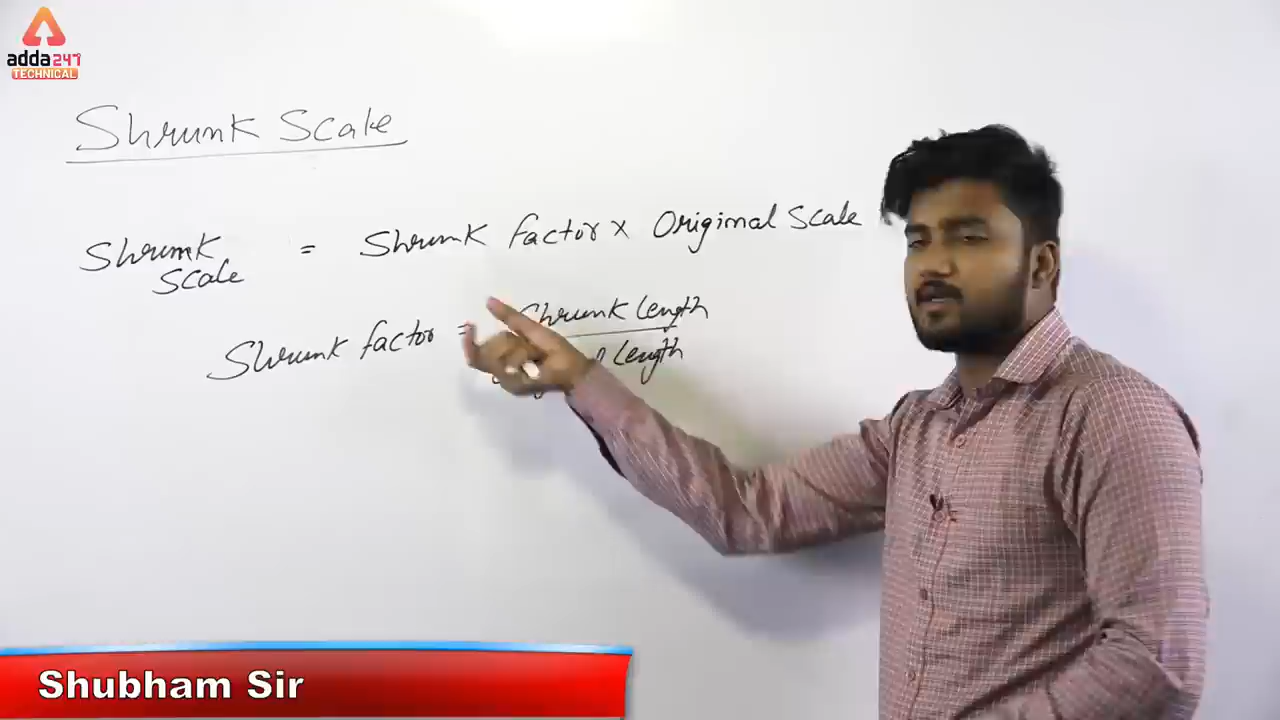 adda247
TECHNICAL
Shrunk Scale
Shrunk Scale = Shrunk factor x Original Scale
Shrunk factor = Shrunk length
length
Shubham Sir